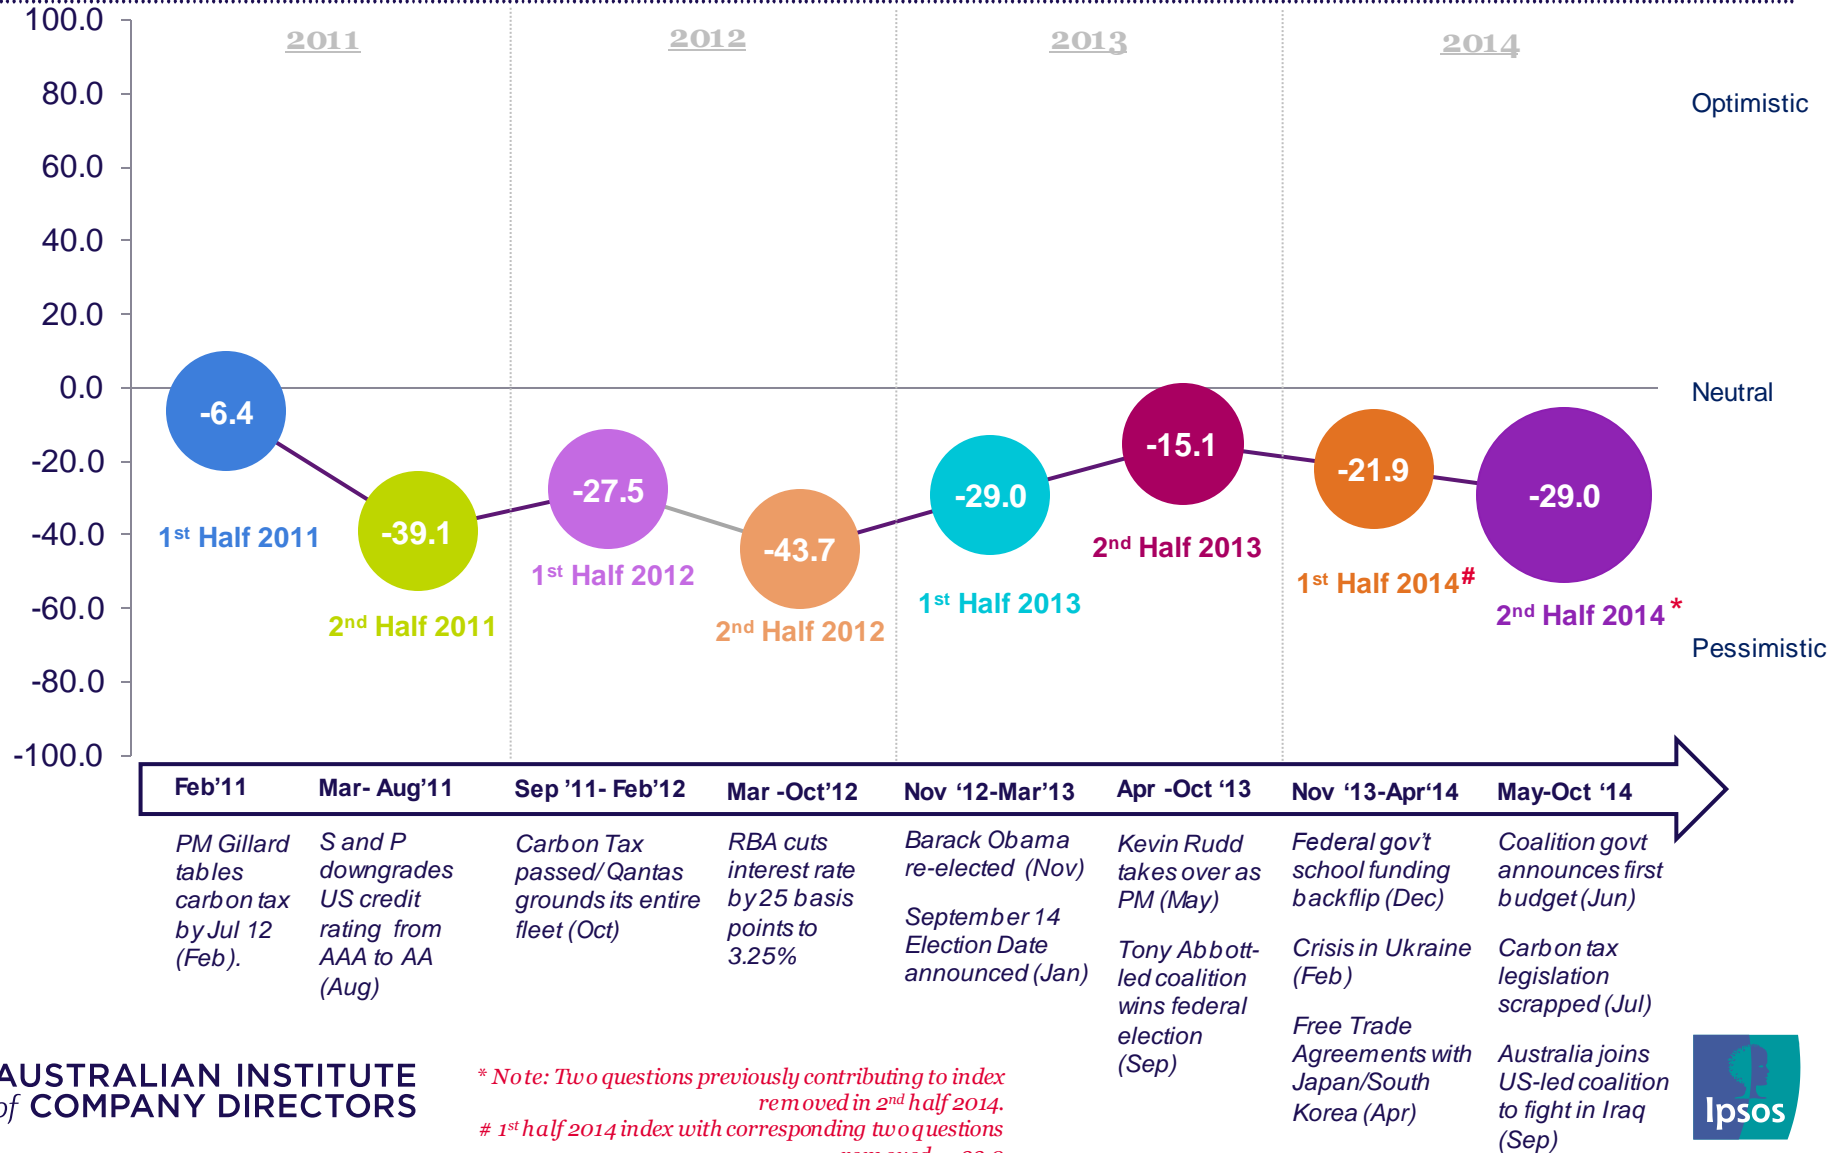 100.0
80.0
60.0
40.0
20.0
0.0
-20.0
-40.0
-60.0
-80.0
-100.0
2011
2012
2013
2014
Optimistic
Neutral
Pessimistic
-6.4
-39.1
-27.5
-43.7
-29.0
-15.1
-21.9
-29.0
1st Half 2011
2nd Half 2011
1st Half 2012
2nd Half 2012
1st Half 2013
2nd Half 2013
1st Half 2014#
2nd Half 2014*
Feb’11
Mar- Aug’11
Sep ’11- Feb’12
Mar -Oct’12
Nov ‘12-Mar’13
Apr -Oct ‘13
Nov ‘13-Apr‘14
May-Oct ‘14
PM Gillard
tables
carbon tax
by Jul 12
(Feb).
S and P
downgrades
US credit
rating from
AAA to AA
(Aug)
Carbon Tax
passed/Qantas
grounds its entire
fleet (Oct)
RBA cuts
interest rate
by 25 basis
points to
3.25%
Barack Obama
re-elected (Nov)
September 14
Election Date
announced (Jan)
Kevin Rudd
takes over as
PM (May)
Tony Abbott-
led coalition
wins federal
election
(Sep)
Federal gov’t
school funding
backflip (Dec)
Crisis in Ukraine
(Feb)
Free Trade
Agreements with
Japan/South
Korea (Apr)
Coalition govt
announces first
budget (Jun)
Carbon tax
legislation
scrapped (Jul)
Australia joins
US-led coalition
to fight in Iraq
(Sep)
AUSTRALIAN INSTITUTE
of COMPANY DIRECTORS
* Note: Two questions previously contributing to index
removed in 2nd half 2014.
# 1st half 2014 index with corresponding two questions
Ipsos